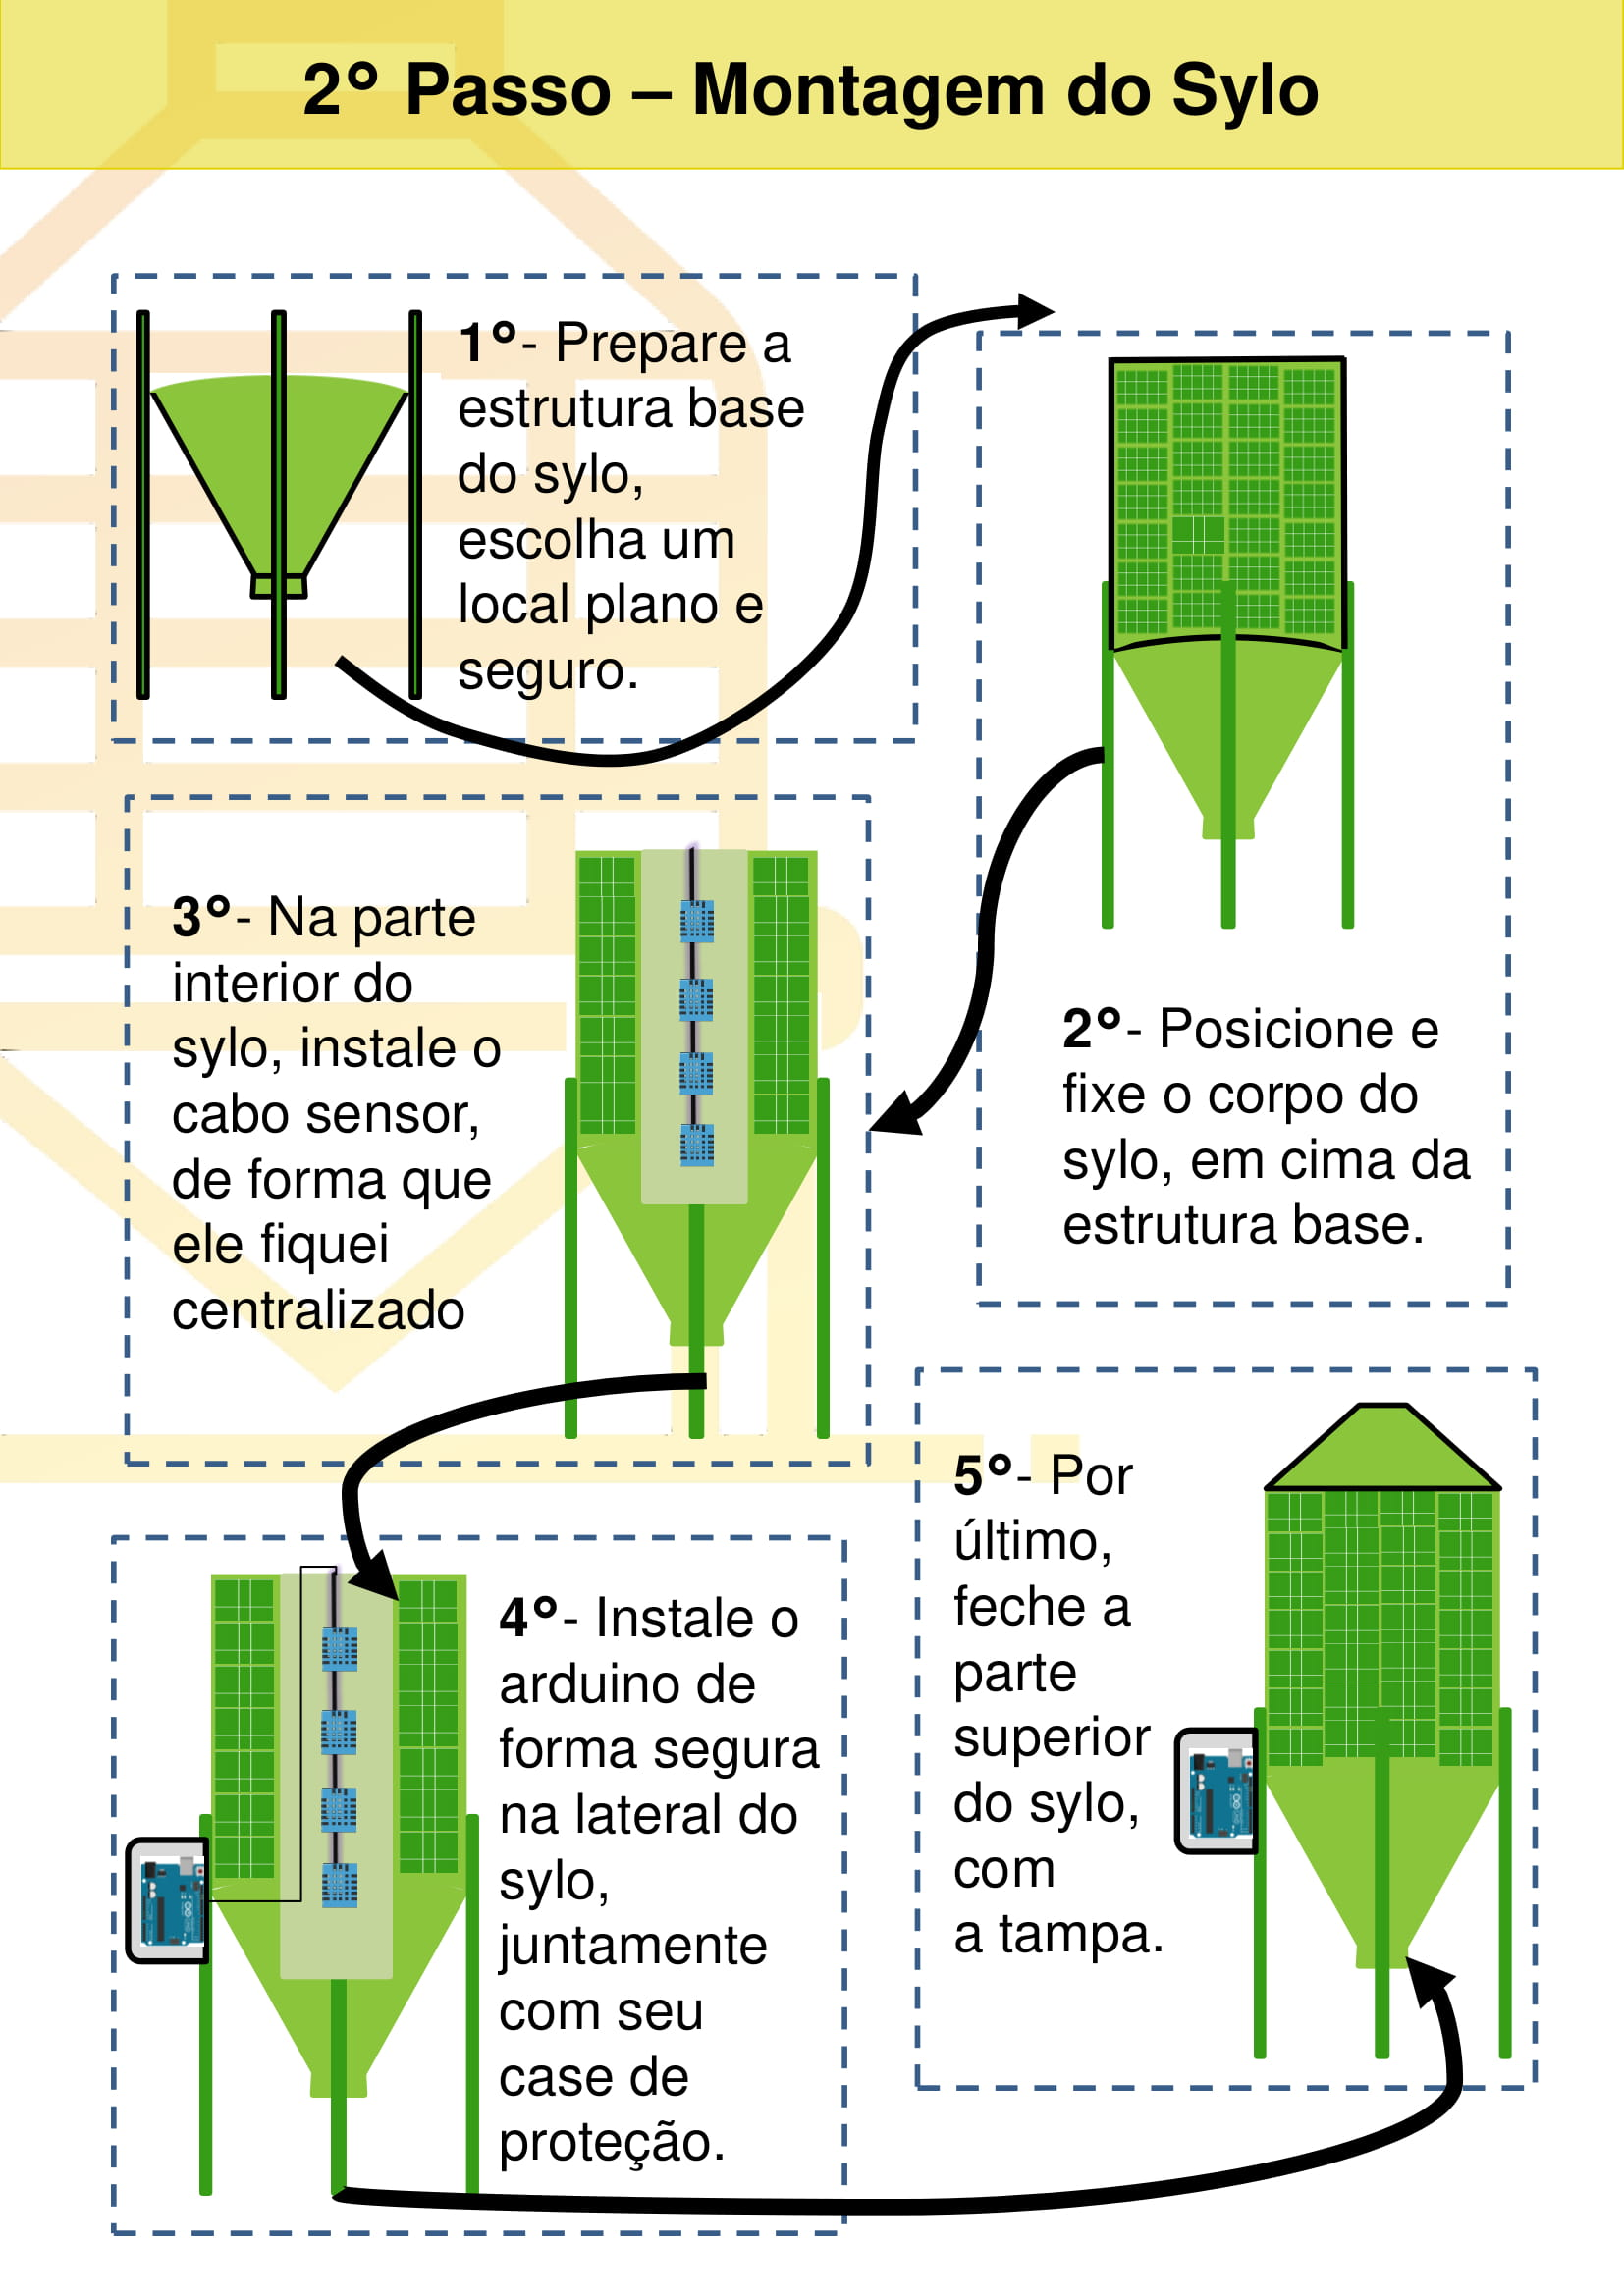 2° Passo – Montagem do Sylo
1°- Prepare a
estrutura base
do sylo,
escolha um
local plano e
seguro.
2°- Posicione e
fixe o corpo do
sylo, em cima da
estrutura base.
3°- Na parte
interior do
sylo, instale o
cabo sensor,
de forma que
ele fiquei
centralizado
4°- Instale o
arduino de
forma segura
na lateral do
sylo,
juntamente
com seu
case de
proteção.
5°- Por
último,
feche a
parte
superior
do sylo,
com
a tampa.